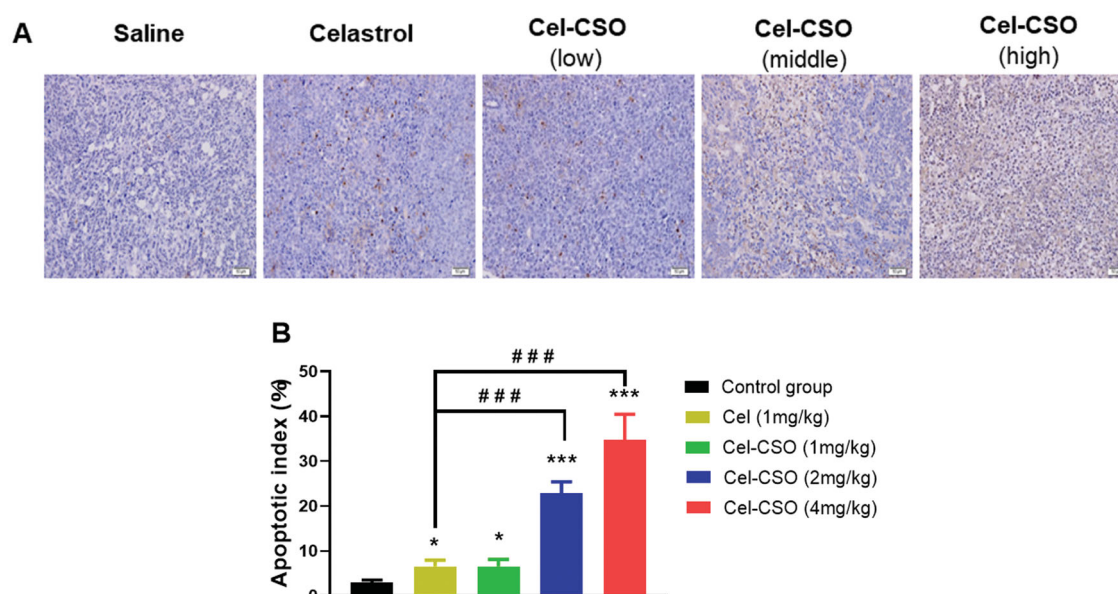 A
Saline
Celastrol
Cel-CSO
(low)
Cel-CSO
(middle)
Cel-CSO
(high)
B
Apoptotic index (%)
50
40
30
20
10
0
# # #
# # #
*
*
***
***
Control group
Cel (1mg/kg)
Cel-CSO (1mg/kg)
Cel-CSO (2mg/kg)
Cel-CSO (4mg/kg)